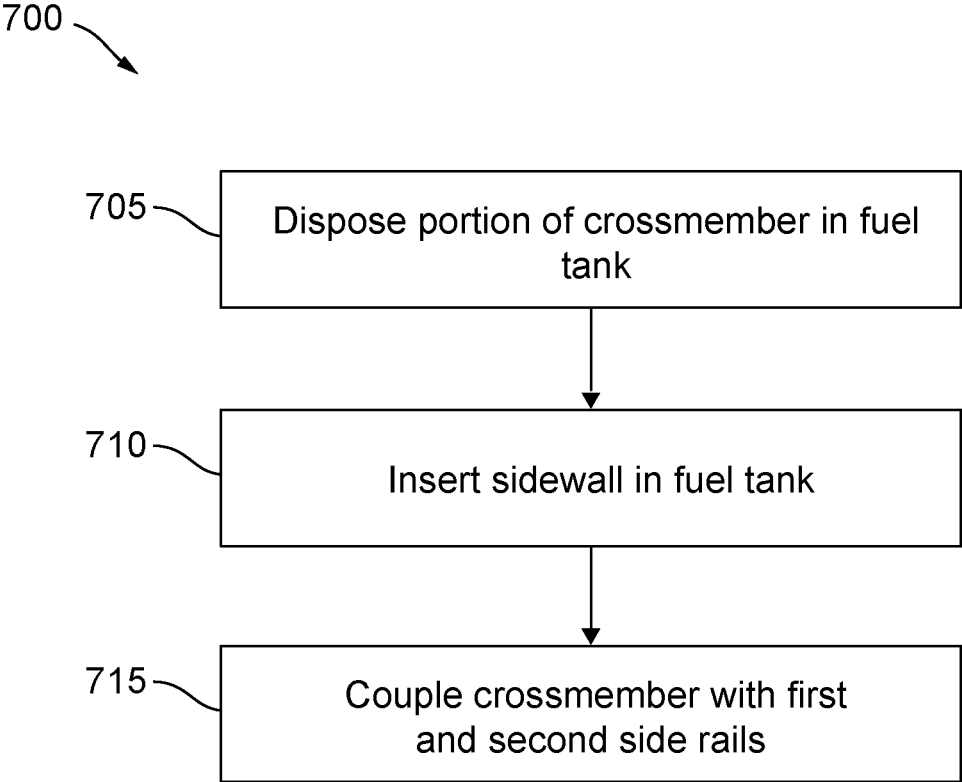 700
705
Dispose portion of crossmember in fuel
tank
710
Insert sidewall in fuel tank
715
Couple crossmember with first
and second side rails